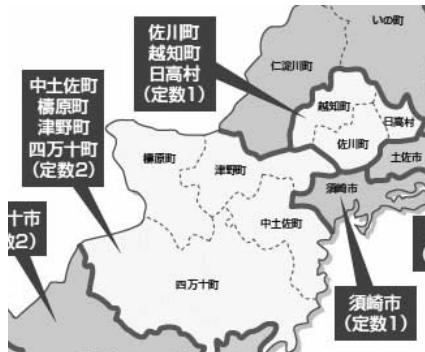 佐川町
越知町
日高村
(定数1)
いの町
仁淀川町
越知町
日高村
佐川町
土佐市
中土佐町
檮原町
津野町
四万十町
(定数2)
檮原町
津野町
須崎市
中土佐町
十市
数2)
四万十町
須崎市
(定数1)